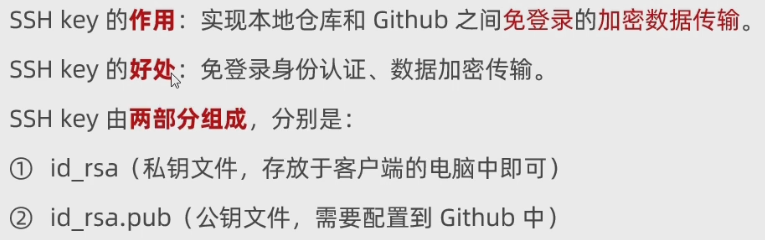 SSH key 的作用：实现本地仓库和 Github 之间免登录的加密数据传输。
SSH key 的好处：免登录身份认证、数据加密传输。
SSH key 由两部分组成，分别是：
① id_rsa（私钥文件，存放于客户端的电脑中即可）
② id_rsa.pub（公钥文件，需要配置到 Github 中）